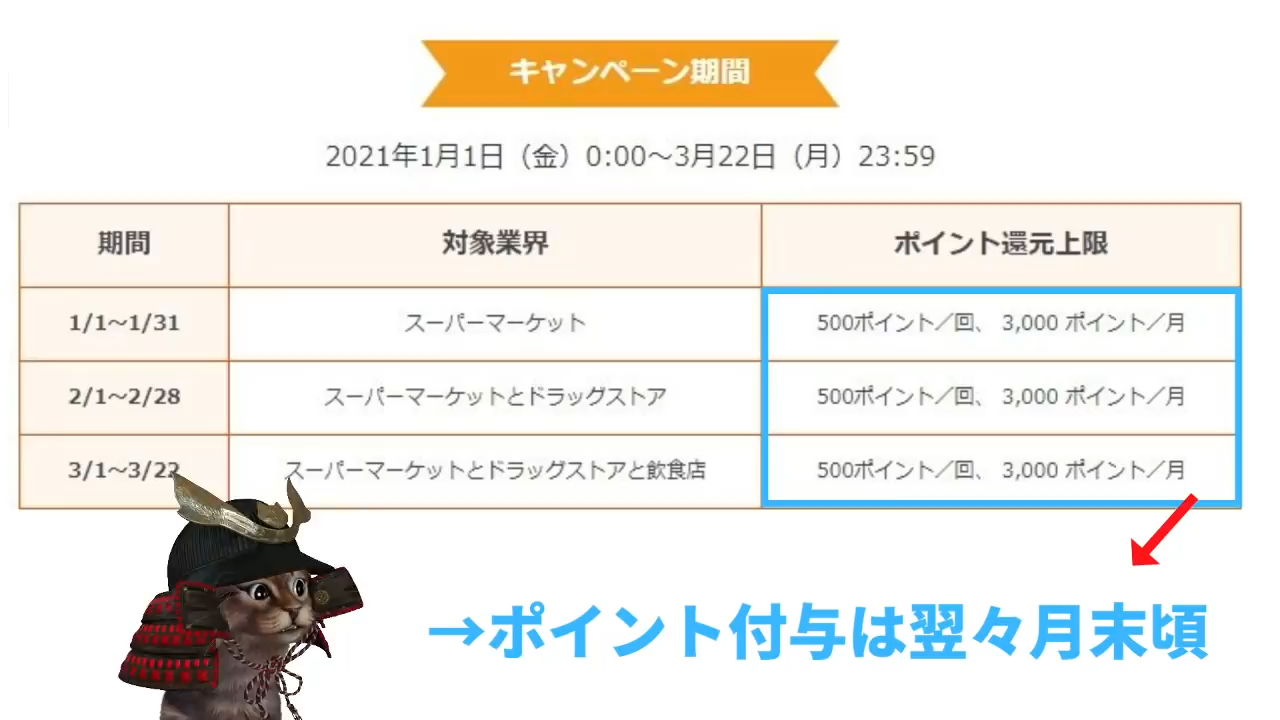 キャンペーン期間
2021年1月1日（金）0:00～3月22日（月）23:59
期間 対象業界 ポイント還元上限
1/1～1/31 スーパーマーケット 500ポイント／回、 3,000 ポイント／月
2/1～2/28 スーパーマーケットとドラッグストア 500ポイント／回、 3,000 ポイント／月
3/1～3/22 スーパーマーケットとドラッグストアと飲食店 500ポイント／回、 3,000 ポイント／月
→ポイント付与は翌々月末頃